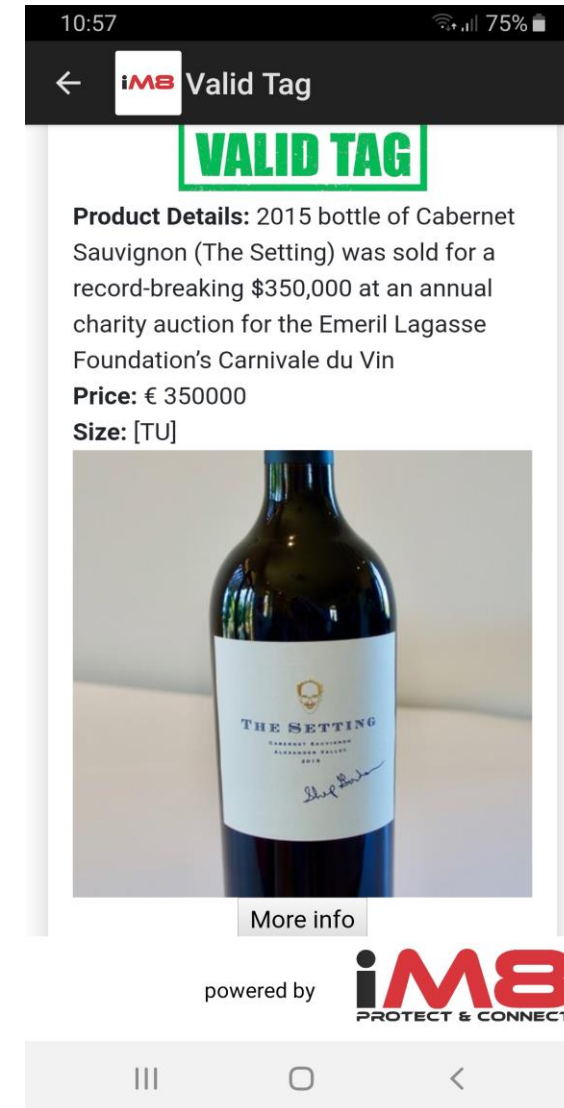 10:57
75%
iM8 Valid Tag
VALID TAG
Product Details: 2015 bottle of Cabernet
Sauvignon (The Setting) was sold for a
record-breaking $350,000 at an annual
charity auction for the Emeril Lagasse
Foundation’s Carnivale du Vin
Price: € 350000
Size: [TU]
THE SETTING
CABERNET SAUVIGNON
ALEXANDER VALLEY
2015
More info
powered by
iM8
PROTECT & CONNECT